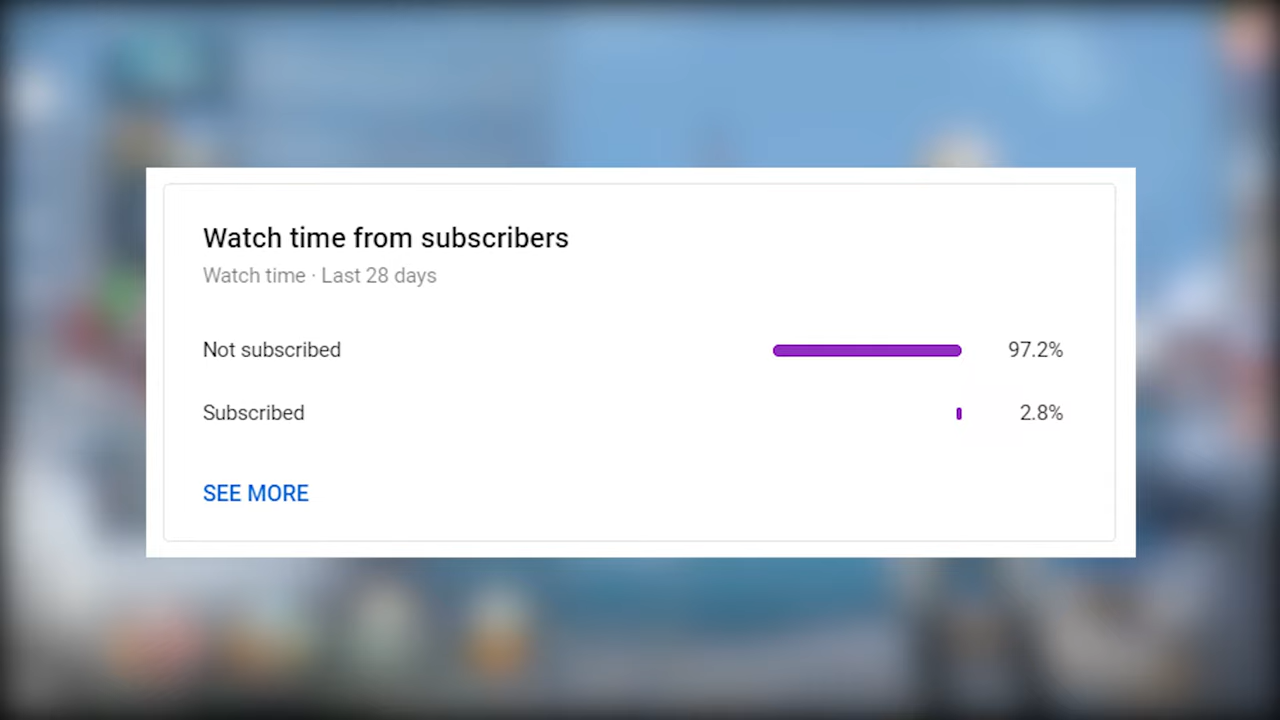 Watch time from subscribers
Watch time · Last 28 days
Not subscribed 97.2%
Subscribed 2.8%
SEE MORE